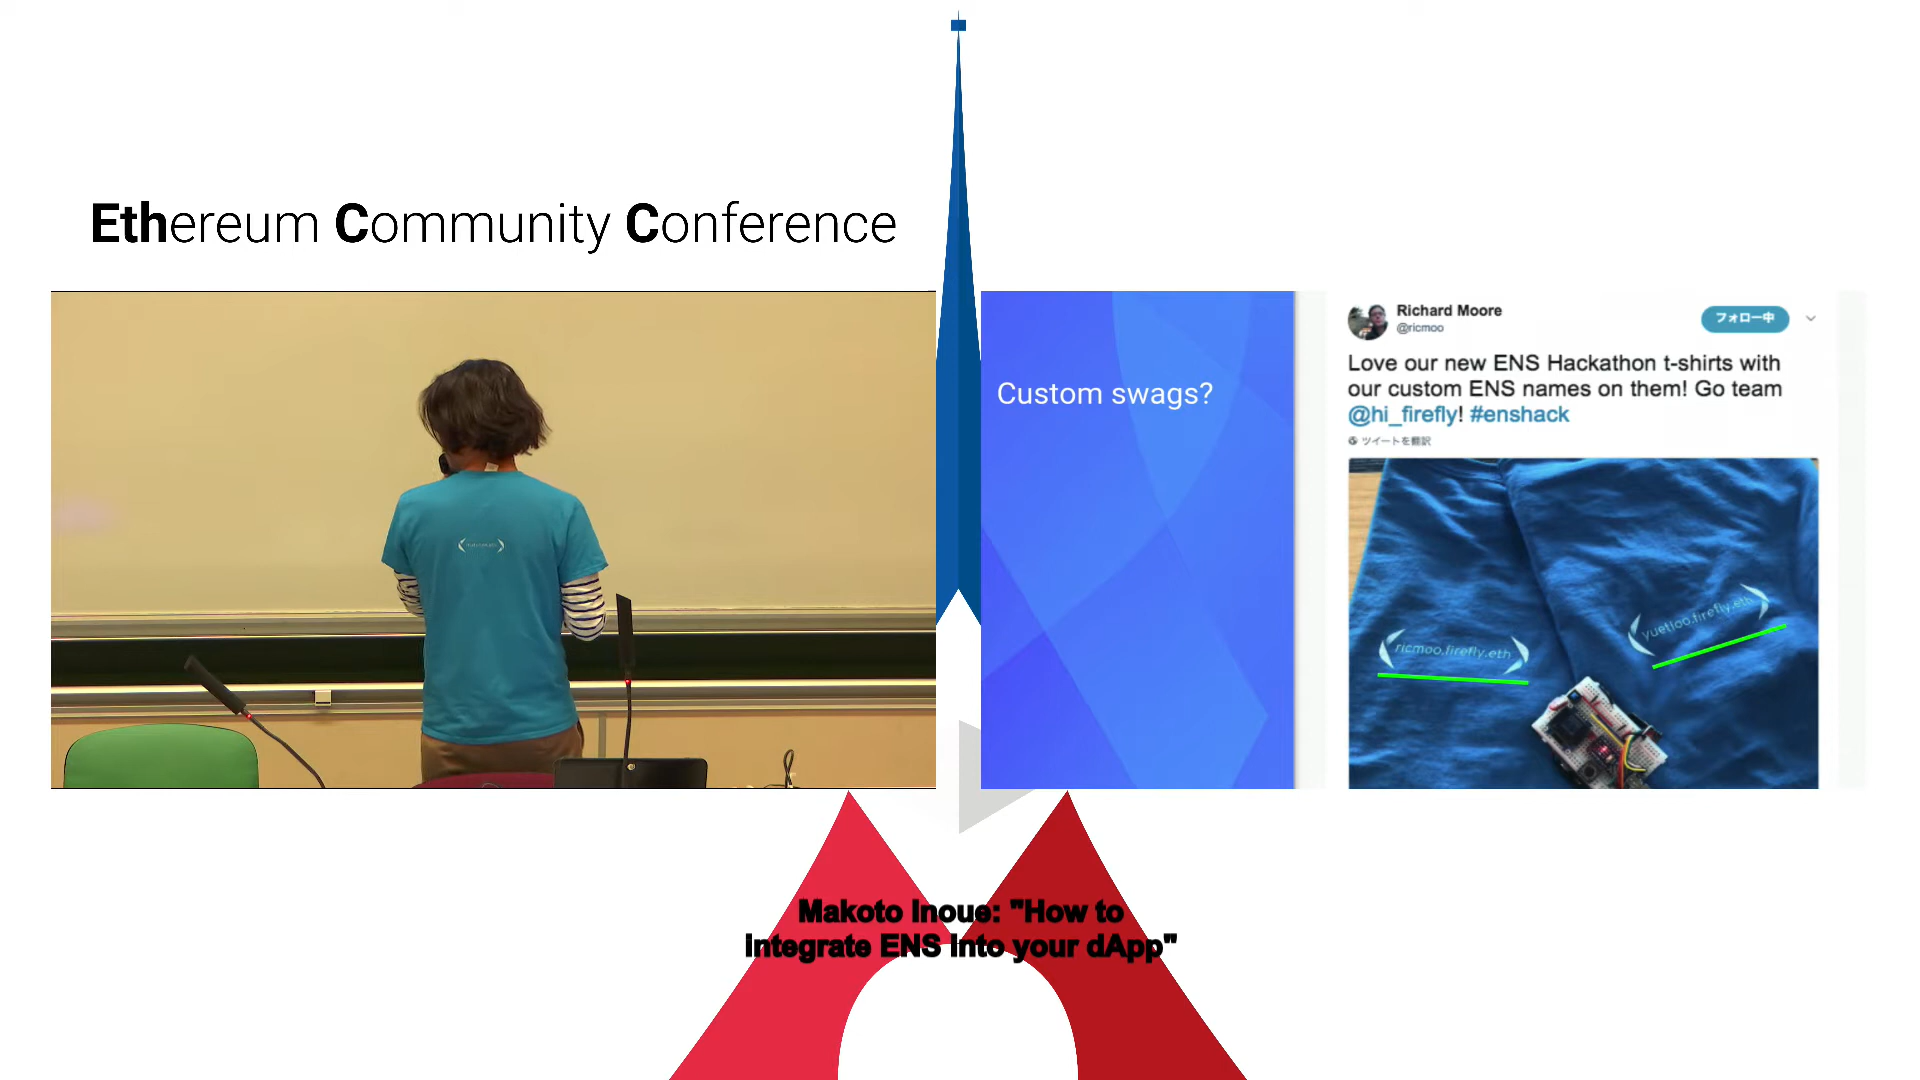 Ethereum Community Conference
Custom swags?
Richard Moore
@ricmoo
フォロー中
Love our new ENS Hackathon t-shirts with
our custom ENS names on them! Go team
@hi_firefly! #enshack
ツイートを翻訳
ricmoo.firefly.eth
yuetloo.firefly.eth
Makoto Inoue: "How to
Integrate ENS into your dApp"